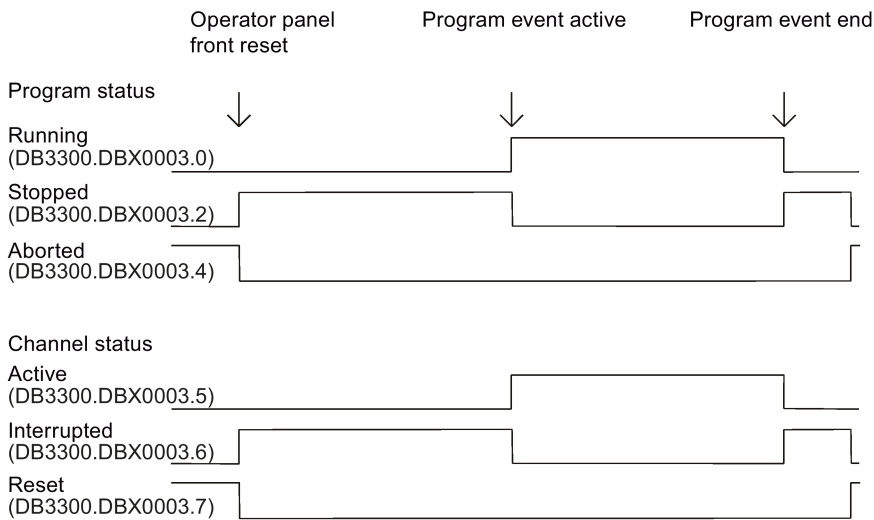 Operator panel
front reset
Program event active
Program event end
Program status
Running
(DB3300.DBX0003.0)
Stopped
(DB3300.DBX0003.2)
Aborted
(DB3300.DBX0003.4)
Channel status
Active
(DB3300.DBX0003.5)
Interrupted
(DB3300.DBX0003.6)
Reset
(DB3300.DBX0003.7)